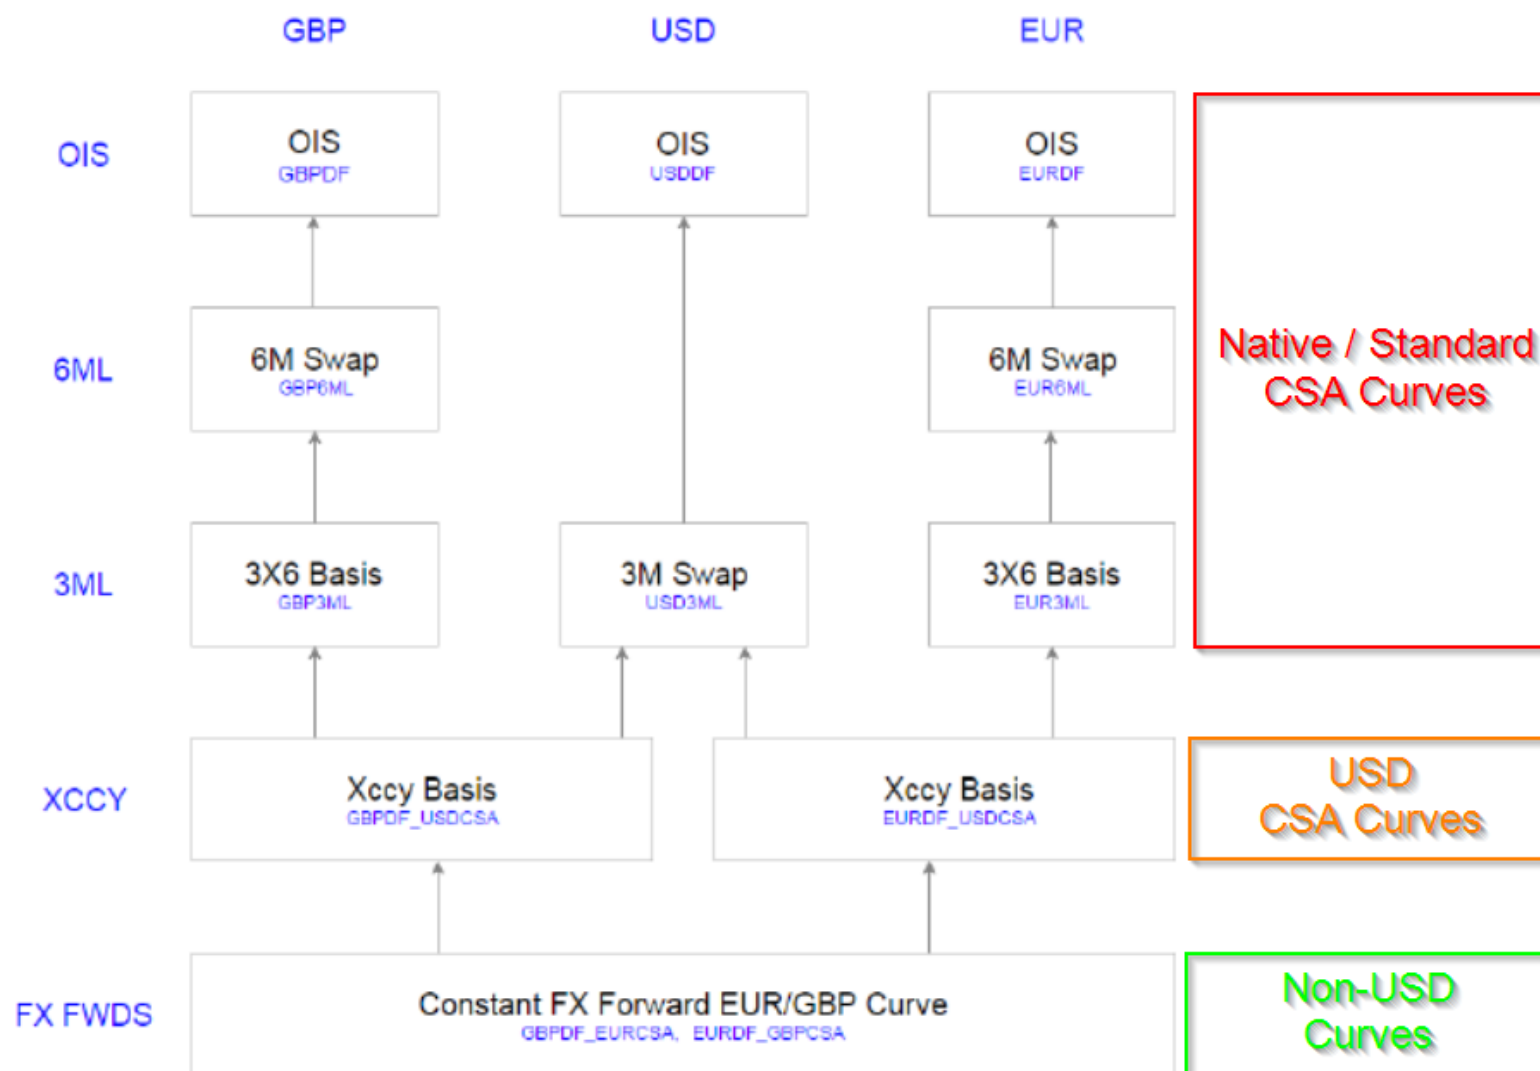 GBP
USD
EUR
OIS
OIS
GBPDF
OIS
USDDF
OIS
EURDF
6ML
6M Swap
GBP6ML
6M Swap
EUR6ML
Native / Standard
CSA Curves
3ML
3X6 Basis
GBP3ML
3M Swap
USD3ML
3X6 Basis
EUR3ML
XCCY
Xccy Basis
GBPDF_USDCSA
Xccy Basis
EURDF_USDCSA
USD
CSA Curves
FX FWDS
Constant FX Forward EUR/GBP Curve
GBPDF_EURCSA, EURDF_GBPCSA
Non-USD
Curves